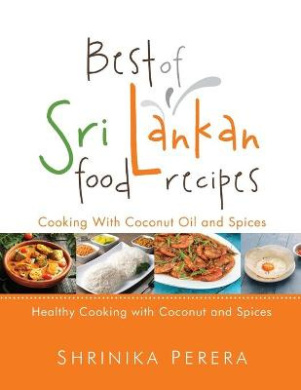 Best of
Sri Lankan
food recipes
Cooking With Coconut Oil and Spices
Healthy Cooking with Coconut and Spices
SHRINIKA PERERA